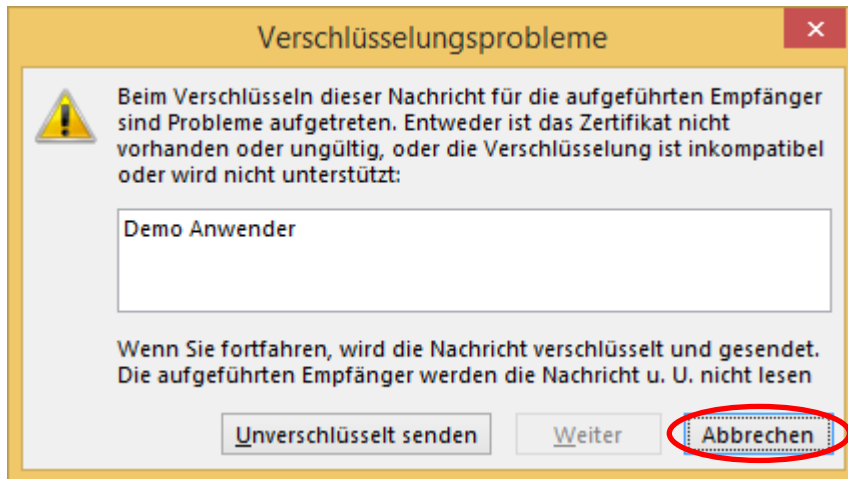 Verschlüsselungsprobleme
Beim Verschlüsseln dieser Nachricht für die aufgeführten Empfänger
sind Probleme aufgetreten. Entweder ist das Zertifikat nicht
vorhanden oder ungültig, oder die Verschlüsselung ist inkompatibel
oder wird nicht unterstützt:
Demo Anwender
Wenn Sie fortfahren, wird die Nachricht verschlüsselt und gesendet.
Die aufgeführten Empfänger werden die Nachricht u. U. nicht lesen
Unverschlüsselt senden Weiter Abbrechen